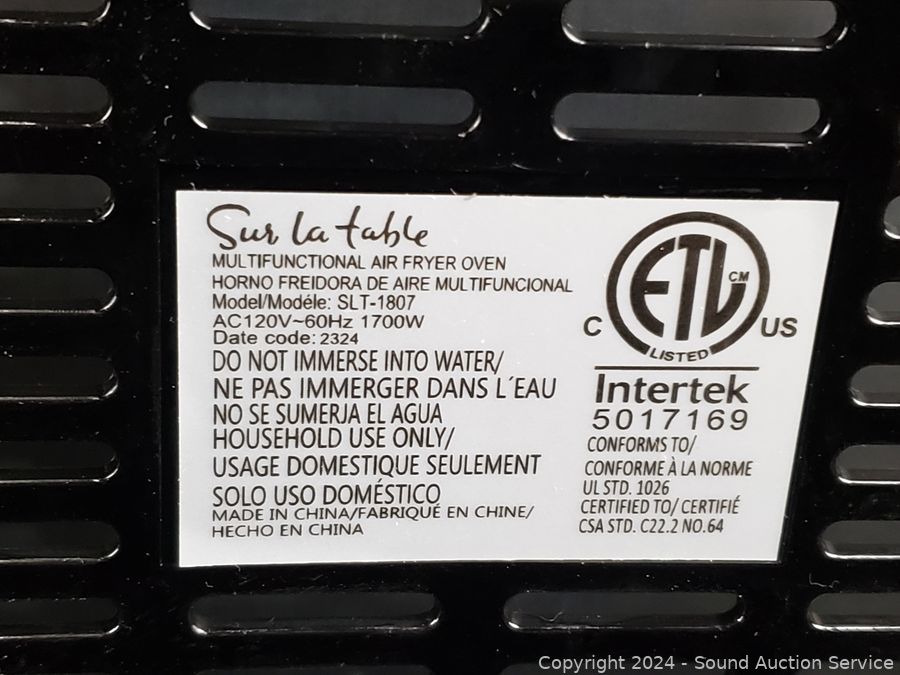 Sur la table
MULTIFUNCTIONAL AIR FRYER OVEN
HORNO FREIDORA DE AIRE MULTIFUNCIONAL
Model/Modéle: SLT-1807
AC120V~60Hz 1700W
Date code: 2324
DO NOT IMMERSE INTO WATER/
NE PAS IMMERGER DANS L´EAU
NO SE SUMERJA EL AGUA
HOUSEHOLD USE ONLY/
USAGE DOMESTIQUE SEULEMENT
SOLO USO DOMÉSTICO
MADE IN CHINA/FABRIQUÉ EN CHINE/
HECHO EN CHINA
ETL CM
C US
LISTED
Intertek
5017169
CONFORMS TO/
CONFORME À LA NORME
UL STD. 1026
CERTIFIED TO/ CERTIFIÉ
CSA STD. C22.2 NO.64
Copyright 2024 - Sound Auction Service